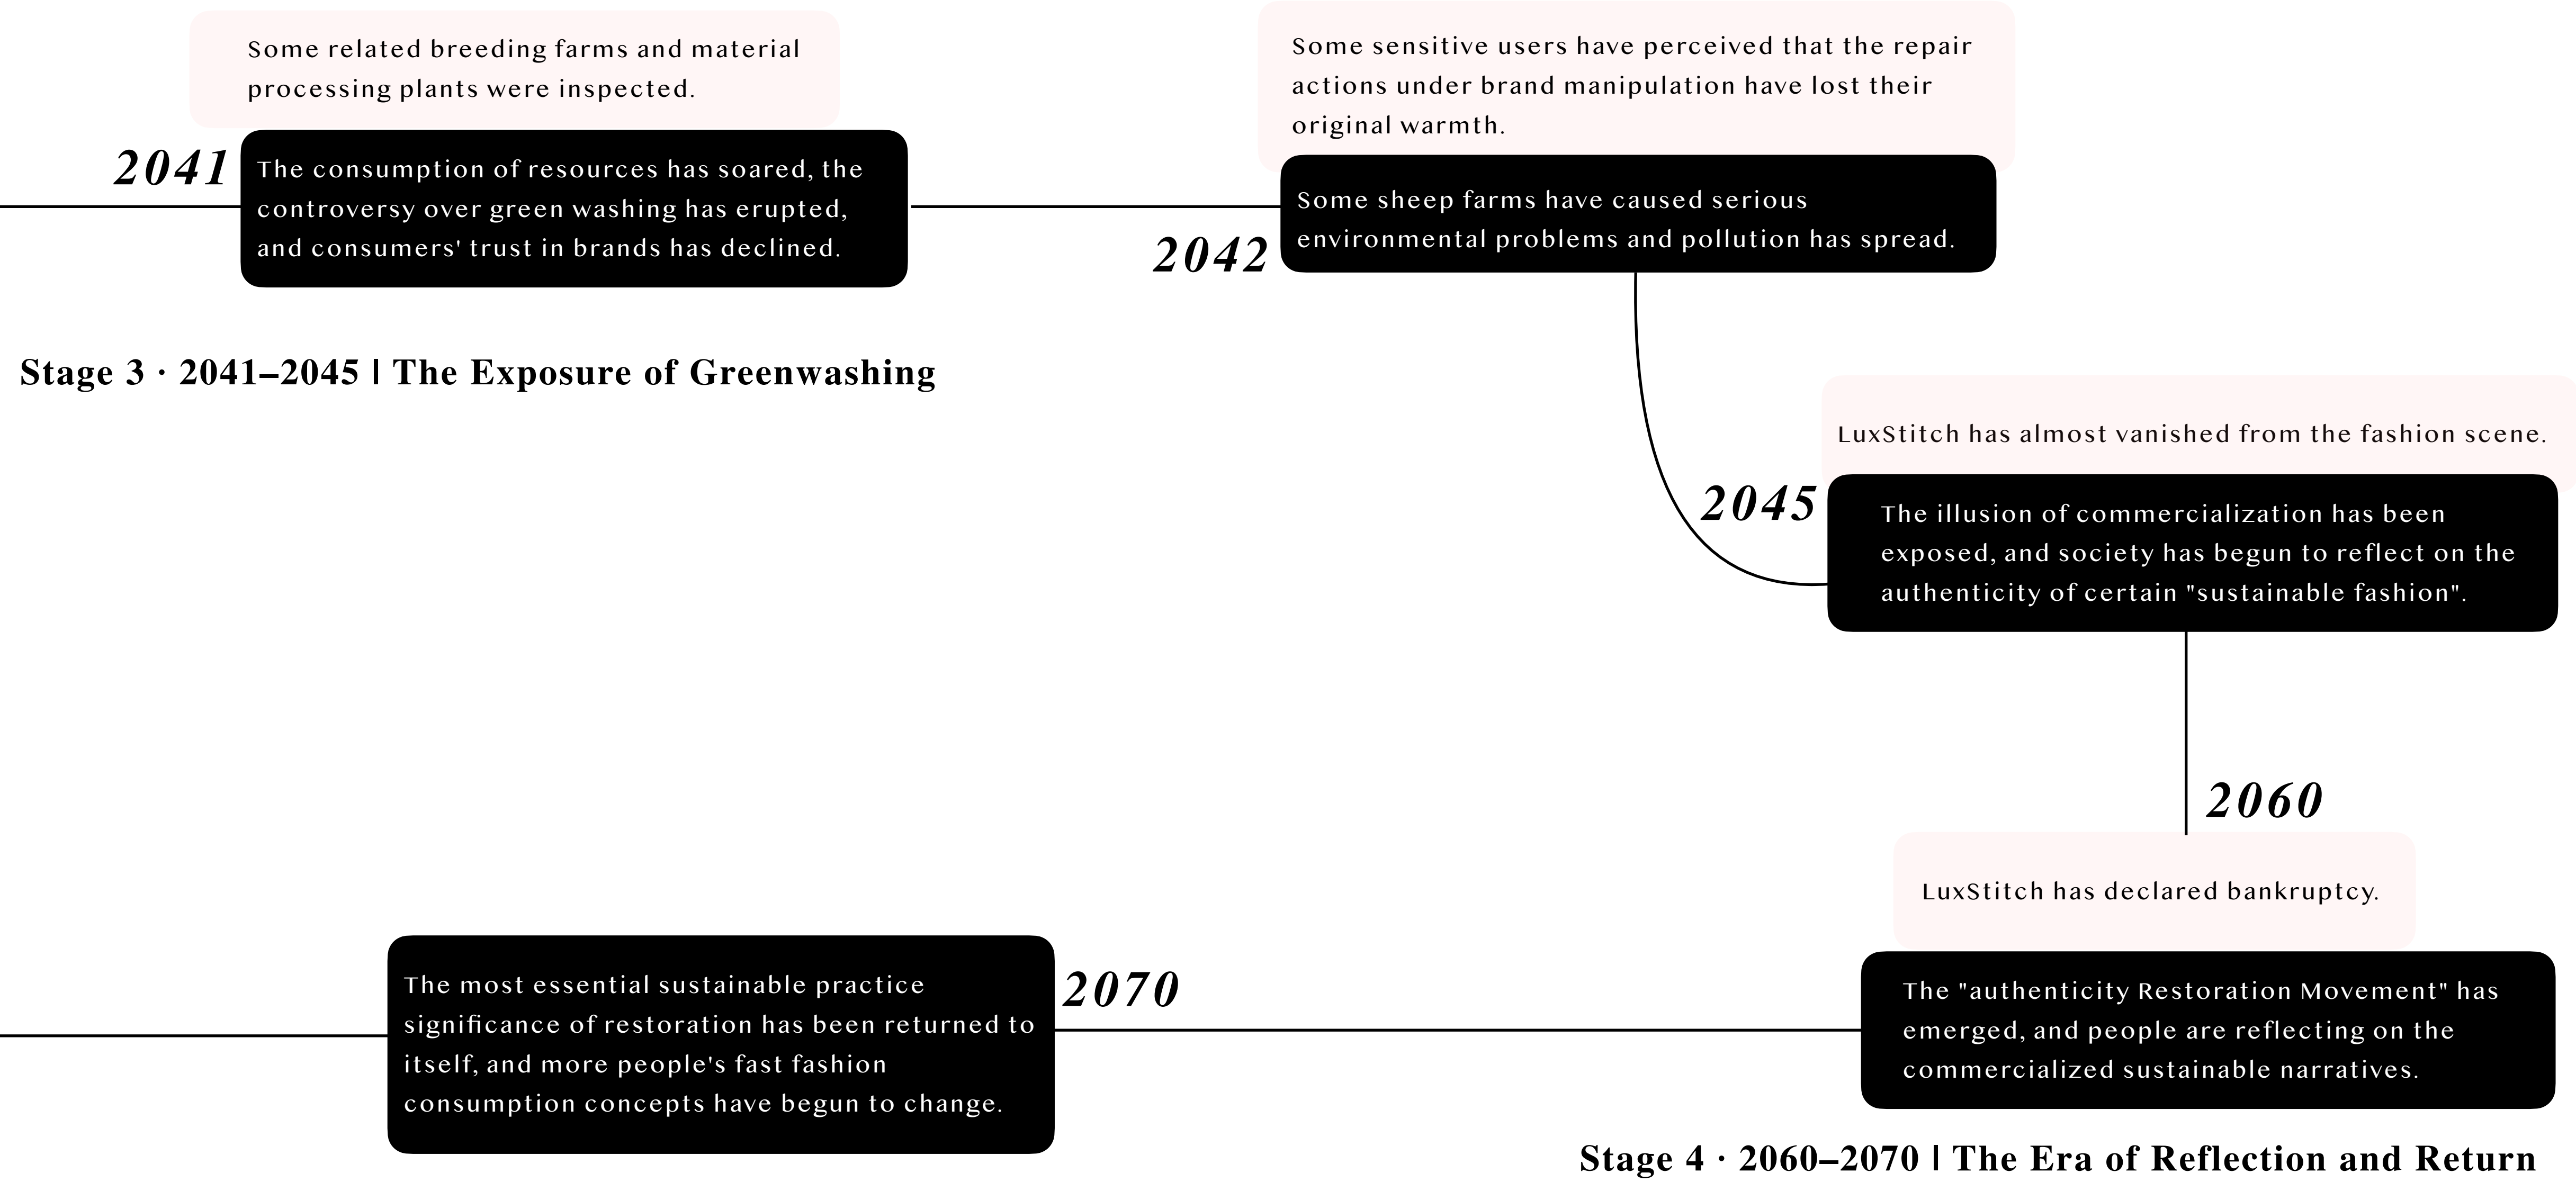 Some related breeding farms and material
processing plants were inspected.
2041
The consumption of resources has soared, the
controversy over green washing has erupted,
and consumers' trust in brands has declined.
Some sensitive users have perceived that the repair
actions under brand manipulation have lost their
original warmth.
2042
Some sheep farms have caused serious
environmental problems and pollution has spread.
Stage 3 · 2041–2045 | The Exposure of Greenwashing
LuxStitch has almost vanished from the fashion scene.
2045
The illusion of commercialization has been
exposed, and society has begun to reflect on the
authenticity of certain "sustainable fashion".
2060
LuxStitch has declared bankruptcy.
The "authenticity Restoration Movement" has
emerged, and people are reflecting on the
commercialized sustainable narratives.
2070
The most essential sustainable practice
significance of restoration has been returned to
itself, and more people's fast fashion
consumption concepts have begun to change.
Stage 4 · 2060–2070 | The Era of Reflection and Return